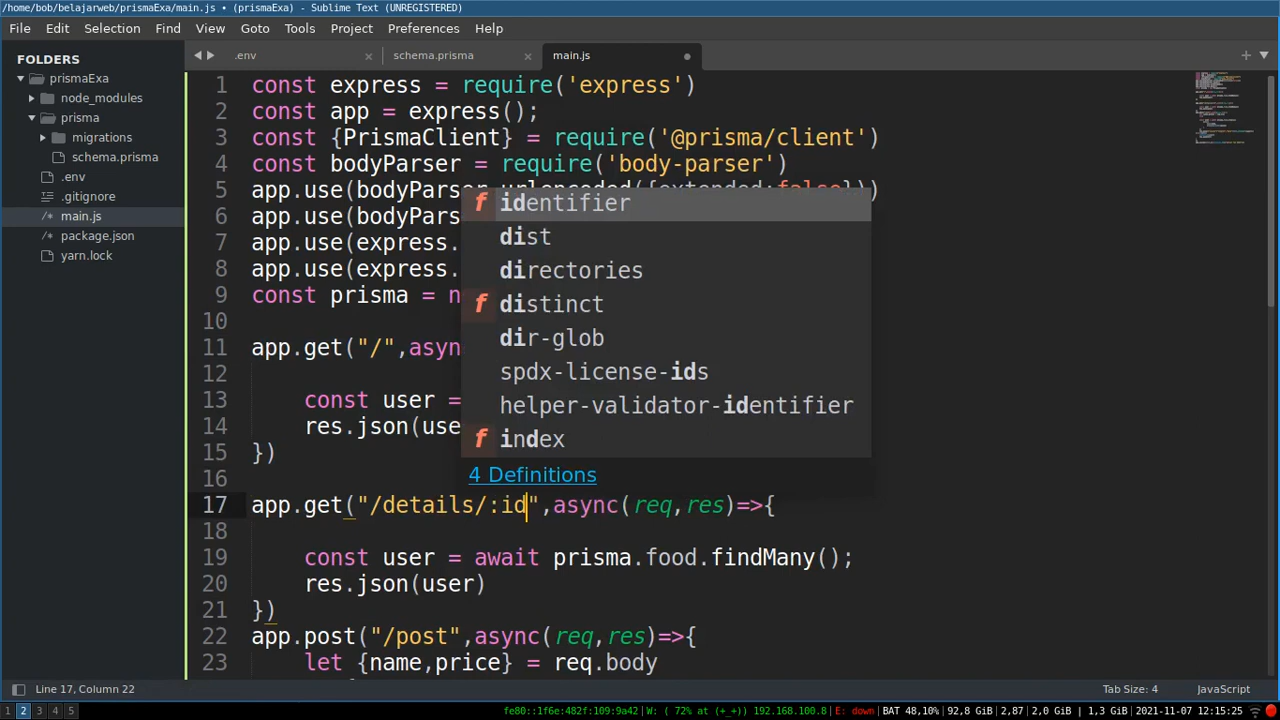 /home/bob/belajarweb/prismaExa/main.js • (prismaExa) - Sublime Text (UNREGISTERED)
File Edit Selection Find View Goto Tools Project Preferences Help
FOLDERS
prismaExa
node_modules
prisma
migrations
schema.prisma
.env
.gitignore
/* main.js
/* package.json
yarn.lock
.env × schema.prisma × main.js
1 const express = require('express')
2 const app = express();
3 const {PrismaClient} = require('@prisma/client')
4 const bodyParser = require('body-parser')
5 app.use(bodyParser.urlencoded({extended:false}))
6 app.use(bodyPa
7 app.use(express.
8 app.use(express.
9 const prisma = n
10
11 app.get("/",asyn
12
13 const user =
14 res.json(use
15 })
16
17 app.get("/details/:id",async(req,res)=>{
18
19 const user = await prisma.food.findMany();
20 res.json(user)
21 })
22 app.post("/post",async(req,res)=>{
23 let {name,price} = req.body
f identifier
dist
directories
f distinct
dir-glob
spdx-license-ids
helper-validator-identifier
f index
4 Definitions
Line 17, Column 22 Tab Size: 4 JavaScript
1 2 3 4 5 fe80::1f6e:482f:109:9a42| W: ( 72% at (+_+)) 192.168.100.8| E: down| BAT 48,10% | 92,8 GiB | 2,87 | 2,0 GiB | 1,3 GiB | 2021-11-07 12:15:25